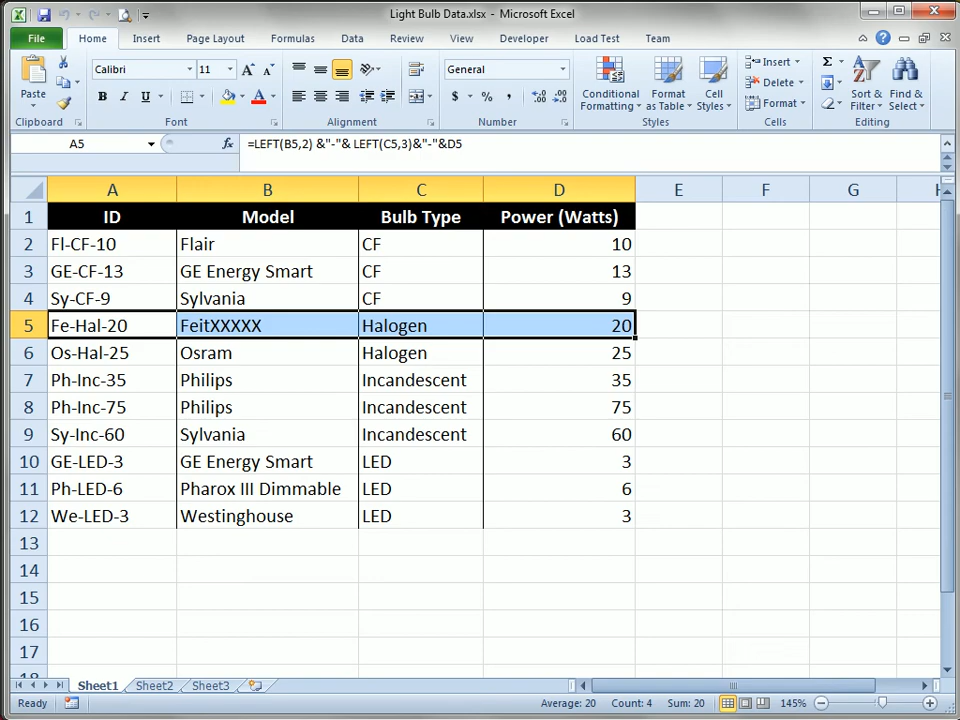 Light Bulb Data.xlsx - Microsoft Excel
File Home Insert Page Layout Formulas Data Review View Developer Load Test Team
Paste Calibri 11 A A General Conditional Formatting Format as Table Cell Styles Insert Delete Format Sort & Filter Find & Select
B I U A $ % ,
Clipboard Font Alignment Number Styles Cells Editing
A5 fx =LEFT(B5,2) &"-"& LEFT(C5,3)&"-"&D5
A B C D E F G H
1 ID Model Bulb Type Power (Watts)
2 Fl-CF-10 Flair CF 10
3 GE-CF-13 GE Energy Smart CF 13
4 Sy-CF-9 Sylvania CF 9
5 Fe-Hal-20 FeitXXXXX Halogen 20
6 Os-Hal-25 Osram Halogen 25
7 Ph-Inc-35 Philips Incandescent 35
8 Ph-Inc-75 Philips Incandescent 75
9 Sy-Inc-60 Sylvania Incandescent 60
10 GE-LED-3 GE Energy Smart LED 3
11 Ph-LED-6 Pharox III Dimmable LED 6
12 We-LED-3 Westinghouse LED 3
13
14
15
16
17
18
Sheet1 Sheet2 Sheet3
Ready Average: 20 Count: 4 Sum: 20 145%